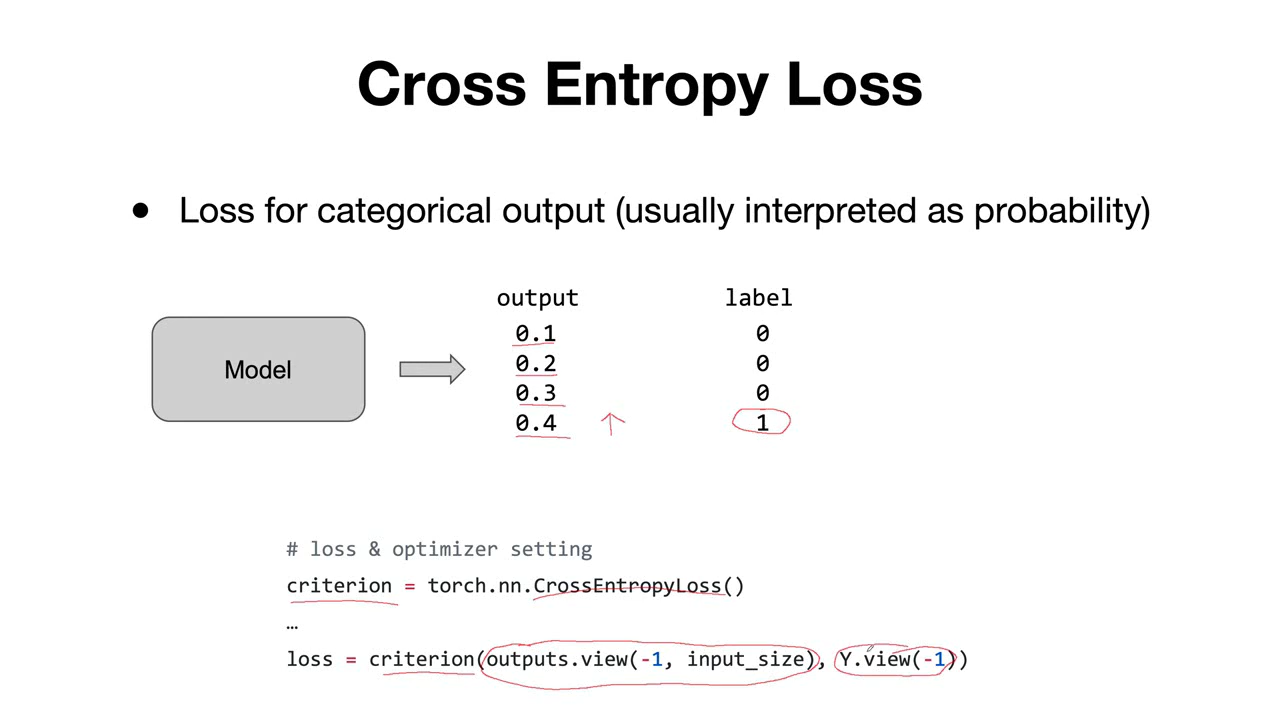 Cross Entropy Loss
● Loss for categorical output (usually interpreted as probability)
output label
0.1 0
0.2 0
Model
0.3 0
0.4 1
# loss & optimizer setting
criterion = torch.nn.CrossEntropyLoss()
…
loss = criterion(outputs.view(-1, input_size), Y.view(-1))